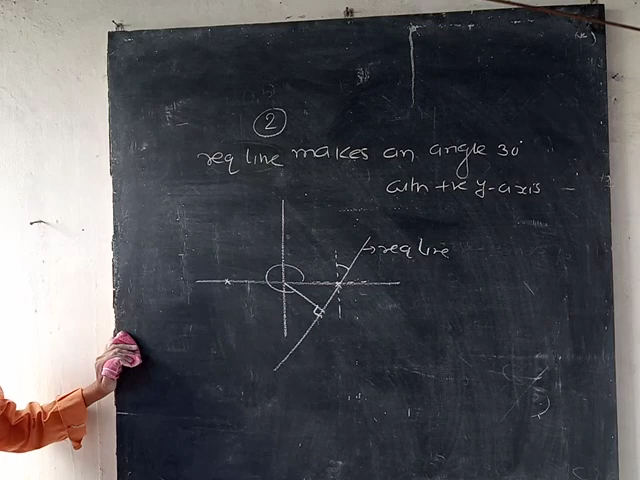 2
req line makes an angle 30°
with +ve y-axis
req line